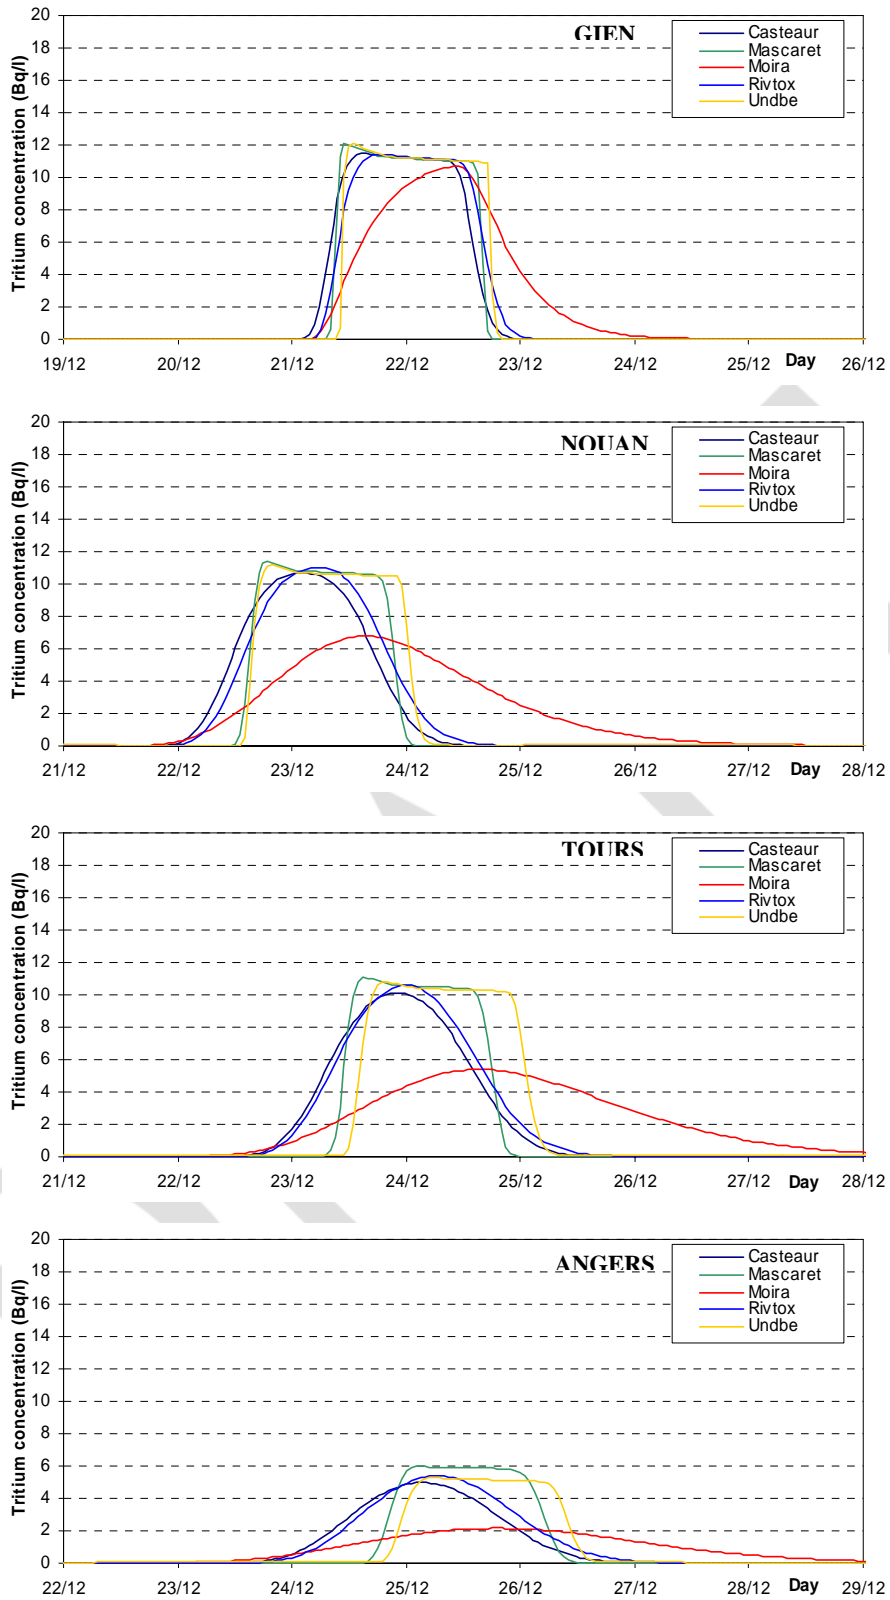 GIEN
Casteaur
Mascaret
Moira
Rivtox
Undbe
Tritium concentration (Bq/l)
20
18
16
14
12
10
8
6
4
2
0
19/12 20/12 21/12 22/12 23/12 24/12 25/12 Day 26/12
NOUAN
Casteaur
Mascaret
Moira
Rivtox
Undbe
Tritium concentration (Bq/l)
20
18
16
14
12
10
8
6
4
2
0
21/12 22/12 23/12 24/12 25/12 26/12 27/12 Day 28/12
TOURS
Casteaur
Mascaret
Moira
Rivtox
Undbe
Tritium concentration (Bq/l)
20
18
16
14
12
10
8
6
4
2
0
21/12 22/12 23/12 24/12 25/12 26/12 27/12 Day 28/12
ANGERS
Casteaur
Mascaret
Moira
Rivtox
Undbe
Tritium concentration (Bq/l)
20
18
16
14
12
10
8
6
4
2
0
22/12 23/12 24/12 25/12 26/12 27/12 28/12 Day 29/12